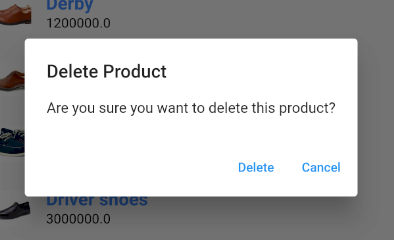 Derby
1200000.0
Delete Product
Are you sure you want to delete this product?
Delete Cancel
Driver shoes
3000000.0